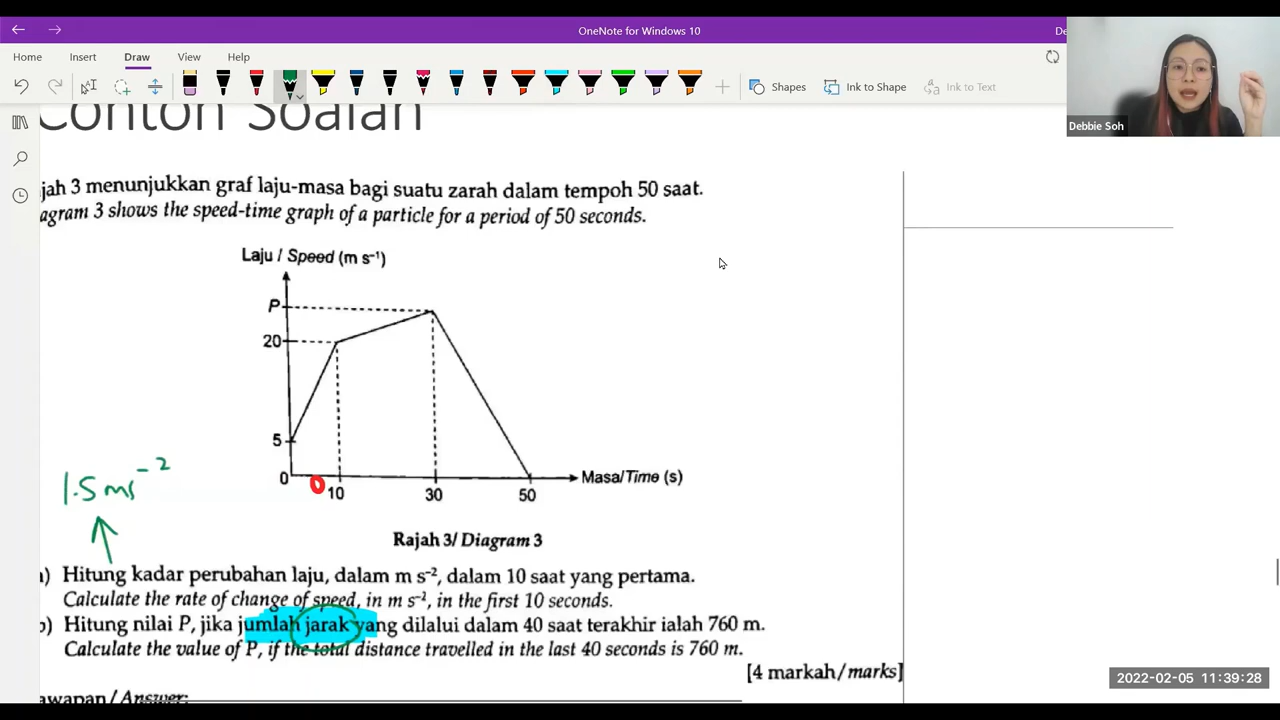 OneNote for Windows 10
De
Home Insert Draw View Help
Shapes Ink to Shape Ink to Text
Debbie Soh
Contoh Soalan
jah 3 menunjukkan graf laju-masa bagi suatu zarah dalam tempoh 50 saat.
agram 3 shows the speed-time graph of a particle for a period of 50 seconds.
Laju / Speed (m s⁻¹)
P
20
5
0
10 30 50
Masa/Time (s)
1.5 ms⁻²
Rajah 3/ Diagram 3
) Hitung kadar perubahan laju, dalam m s⁻², dalam 10 saat yang pertama.
Calculate the rate of change of speed, in m s⁻², in the first 10 seconds.
) Hitung nilai P, jika jumlah jarak yang dilalui dalam 40 saat terakhir ialah 760 m.
Calculate the value of P, if the total distance travelled in the last 40 seconds is 760 m.
[4 markah/marks]
awapan/Answer:
2022-02-05 11:39:28